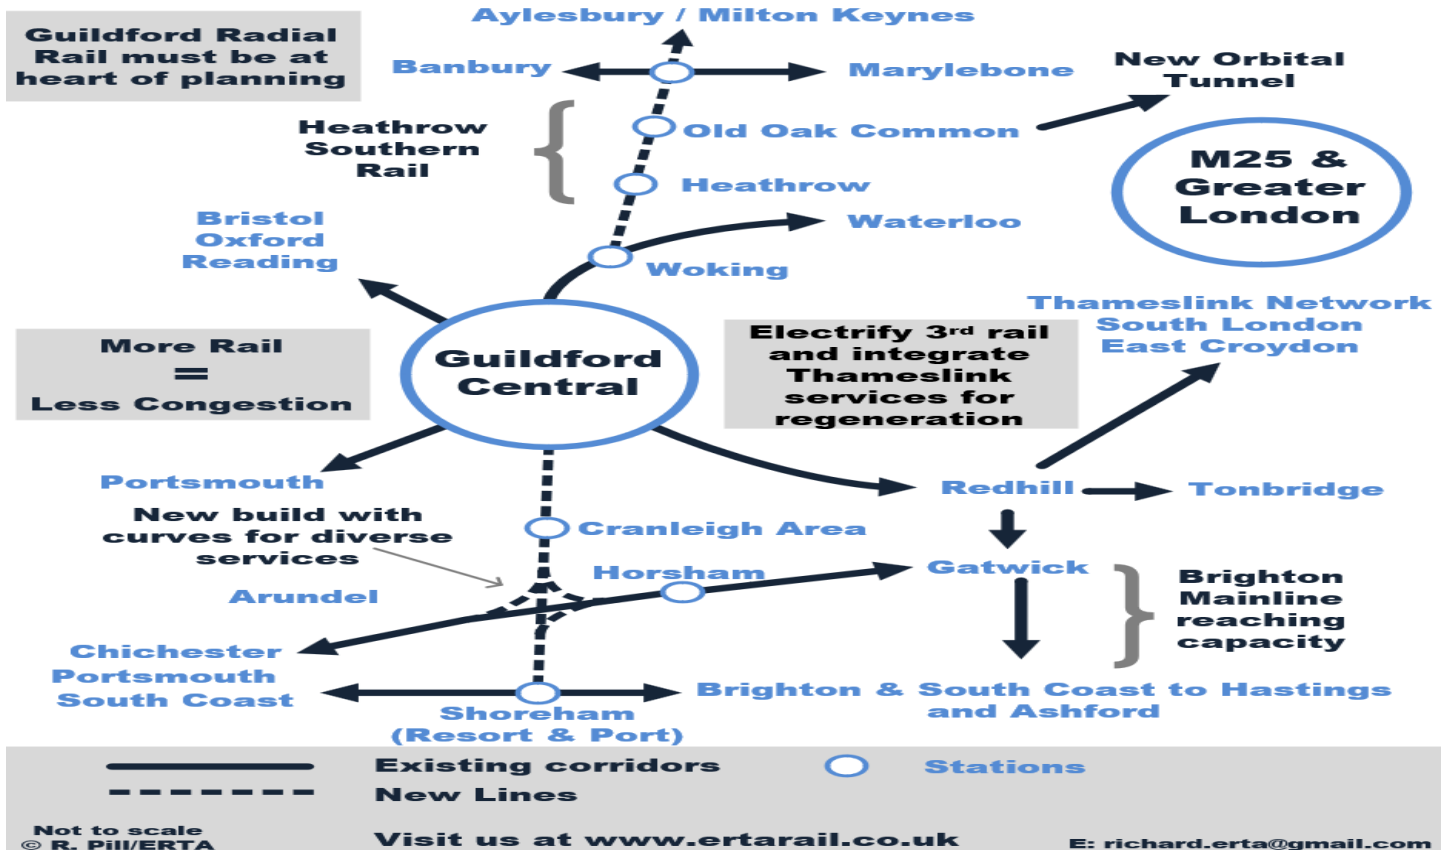 Aylesbury / Milton Keynes
Guildford Radial
Rail must be at
heart of planning
Banbury
Marylebone
New Orbital
Tunnel
Heathrow
Southern
Rail
Old Oak Common
M25 &
Greater
London
Heathrow
Bristol
Oxford
Reading
Waterloo
Woking
Thameslink Network
South London
East Croydon
More Rail
=
Less Congestion
Guildford
Central
Electrify 3rd rail
and integrate
Thameslink
services for
regeneration
Portsmouth
Redhill
Tonbridge
New build with
curves for diverse
services
Cranleigh Area
Horsham
Gatwick
Arundel
Brighton
Mainline
reaching
capacity
Chichester
Portsmouth
South Coast
Shoreham
(Resort & Port)
Brighton & South Coast to Hastings
and Ashford
Existing corridors
Stations
New Lines
Not to scale
© R. Pill/ERTA
Visit us at www.ertarail.co.uk
E: richard.erta@gmail.com